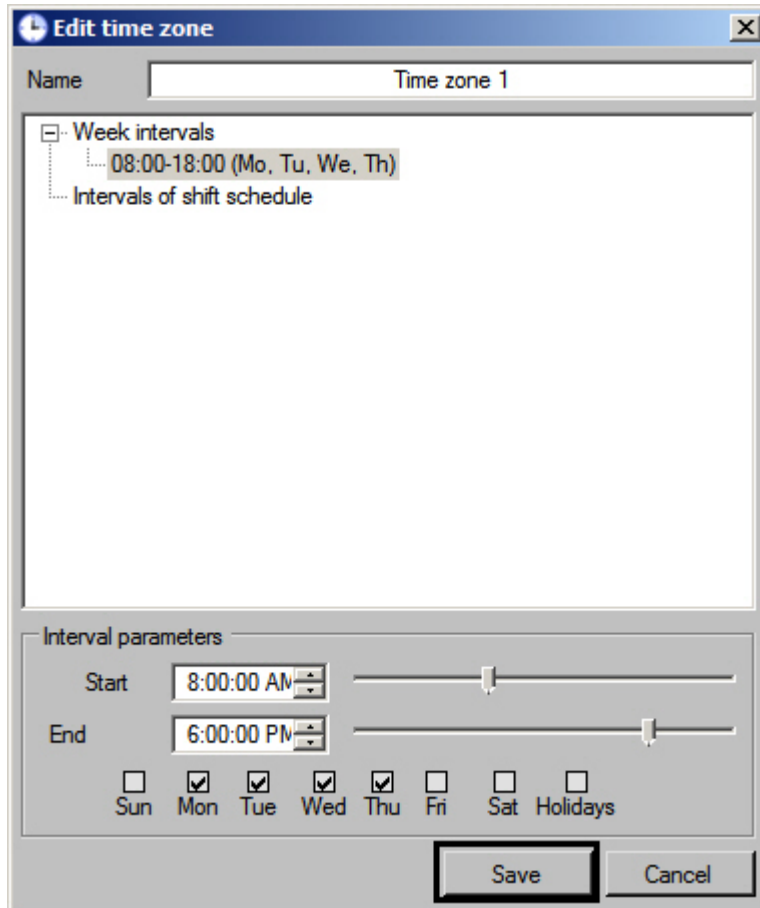 Edit time zone
Name Time zone 1
Week intervals
08:00-18:00 (Mo, Tu, We, Th)
Intervals of shift schedule
Interval parameters
Start 8:00:00 AM
End 6:00:00 PM
Sun Mon Tue Wed Thu Fri Sat Holidays
Save Cancel